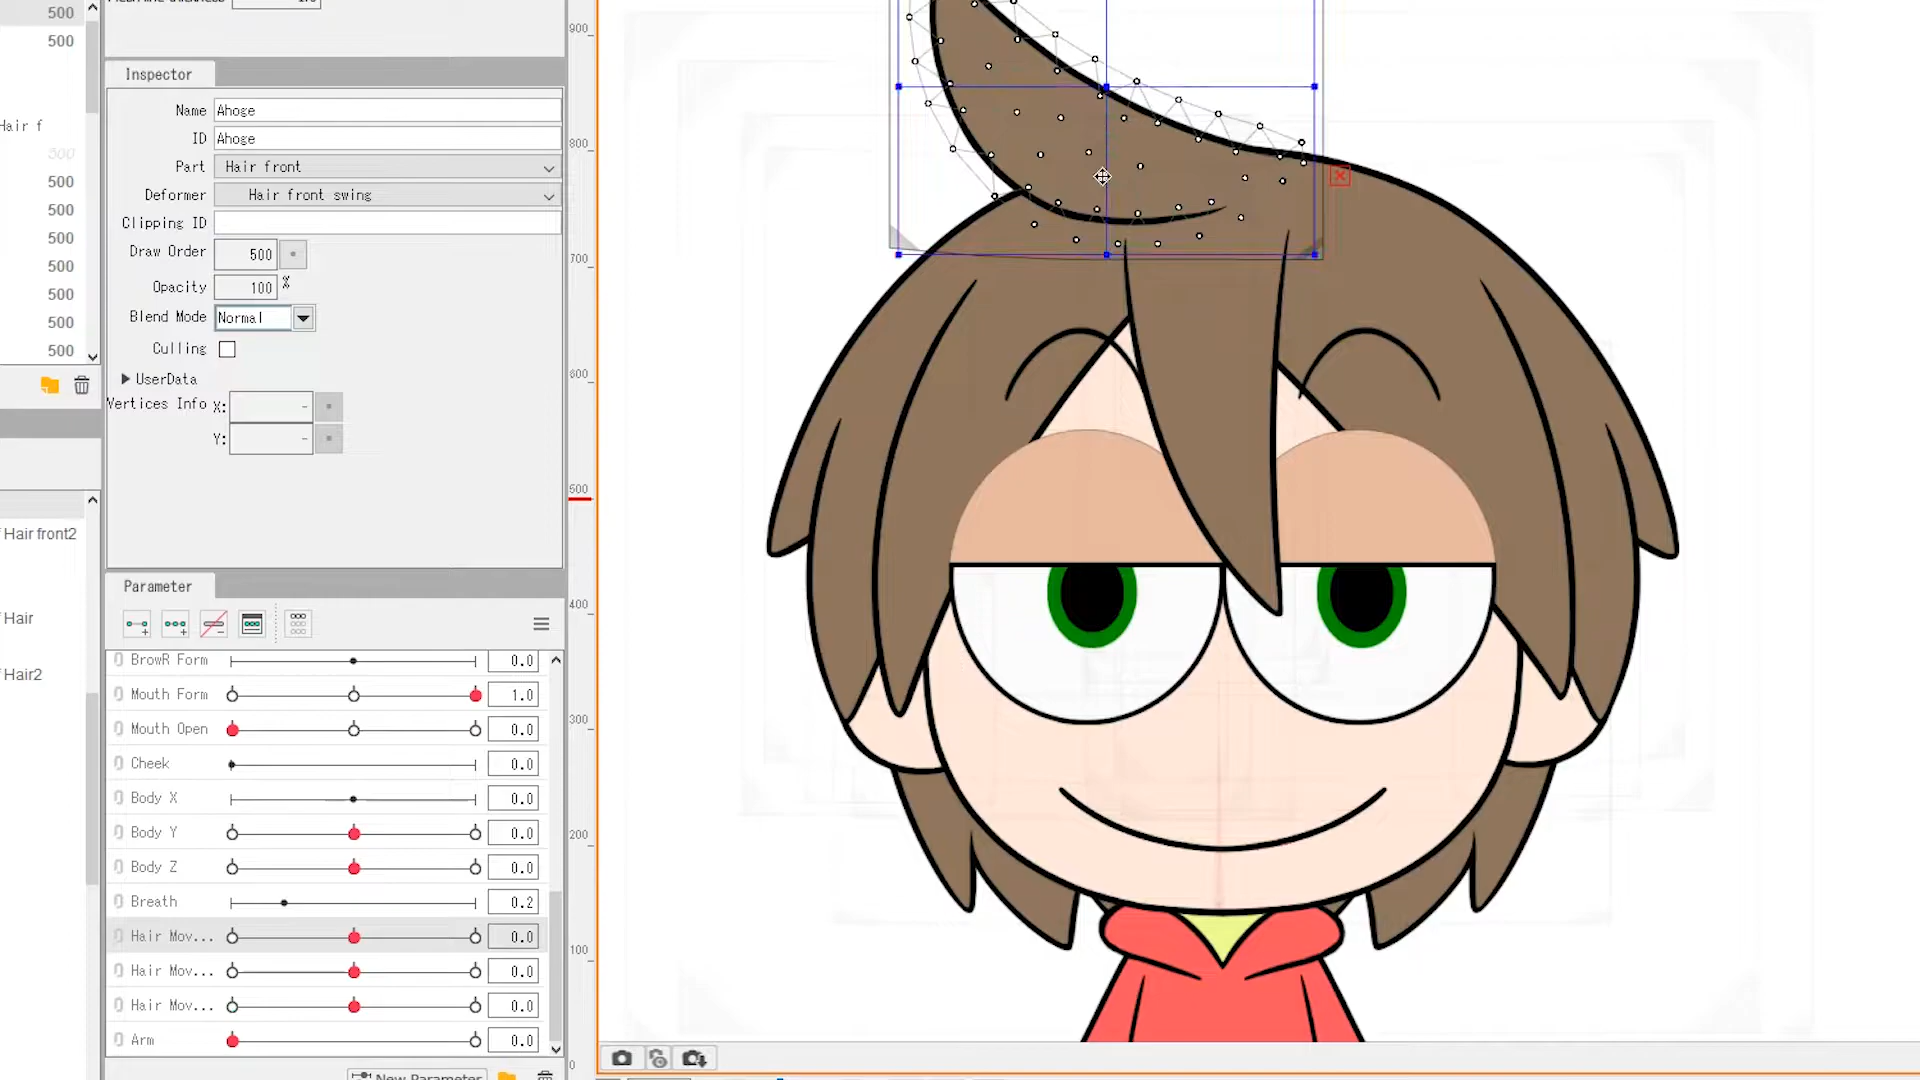 500
500
Hair f
500
500
500
500
500
500
500
500
Hair front2
Hair
Hair2
Inspector
Name Ahoge
ID Ahoge
Part Hair front
Deformer Hair front swing
Clipping ID
Draw Order 500
Opacity 100 %
Blend Mode Normal
Culling
UserData
Vertices Info X: -
Y: -
Parameter
BrowR Form 0.0
Mouth Form 1.0
Mouth Open 0.0
Cheek 0.0
Body X 0.0
Body Y 0.0
Body Z 0.0
Breath 0.2
Hair Mov... 0.0
Hair Mov... 0.0
Hair Mov... 0.0
Arm 0.0
New Parameter
900
800
700
600
500
400
300
200
100
0